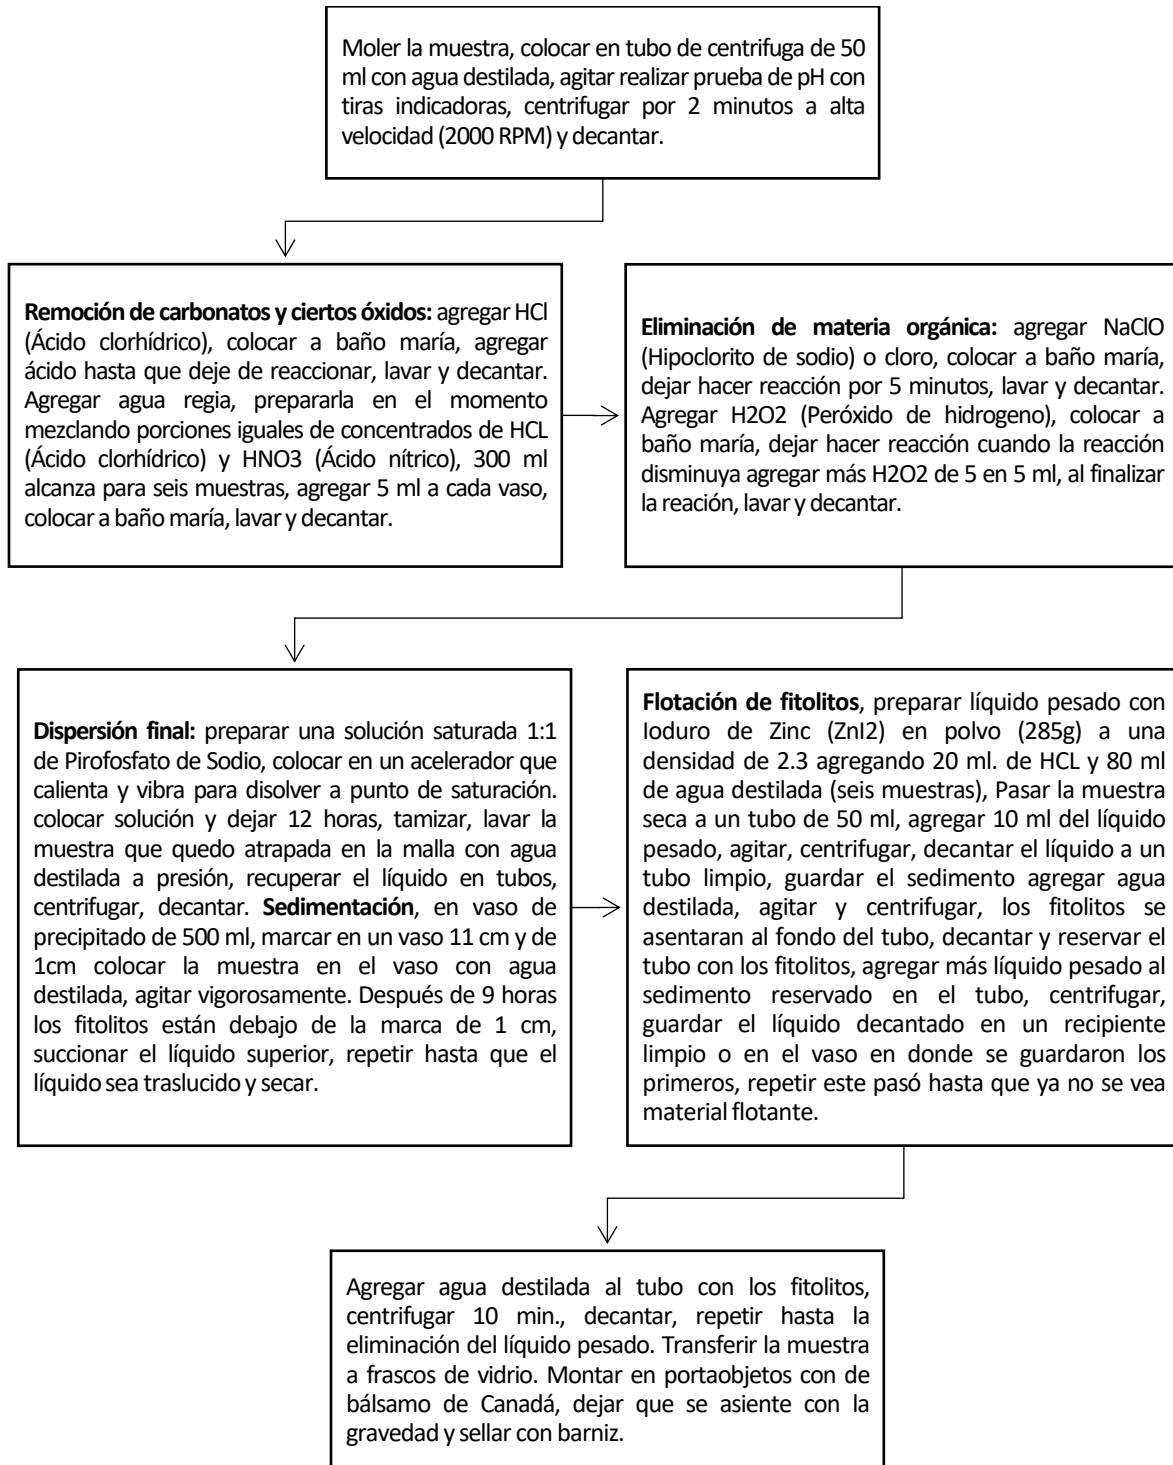 Moler la muestra, colocar en tubo de centrifuga de 50
ml con agua destilada, agitar realizar prueba de pH con
tiras indicadoras, centrifugar por 2 minutos a alta
velocidad (2000 RPM) y decantar.
Remoción de carbonatos y ciertos óxidos: agregar HCl
(Ácido clorhídrico), colocar a baño maría, agregar
ácido hasta que deje de reaccionar, lavar y decantar.
Agregar agua regia, prepararla en el momento
mezclando porciones iguales de concentrados de HCL
(Ácido clorhídrico) y HNO3 (Ácido nítrico), 300 ml
alcanza para seis muestras, agregar 5 ml a cada vaso,
colocar a baño maría, lavar y decantar.
Eliminación de materia orgánica: agregar NaClO
(Hipoclorito de sodio) o cloro, colocar a baño maría,
dejar hacer reacción por 5 minutos, lavar y decantar.
Agregar H2O2 (Peróxido de hidrogeno), colocar a
baño maría, dejar hacer reacción cuando la reacción
disminuya agregar más H2O2 de 5 en 5 ml, al finalizar
la reación, lavar y decantar.
Dispersión final: preparar una solución saturada 1:1
de Pirofosfato de Sodio, colocar en un acelerador que
calienta y vibra para disolver a punto de saturación.
colocar solución y dejar 12 horas, tamizar, lavar la
muestra que quedo atrapada en la malla con agua
destilada a presión, recuperar el líquido en tubos,
centrifugar, decantar. Sedimentación, en vaso de
precipitado de 500 ml, marcar en un vaso 11 cm y de
1cm colocar la muestra en el vaso con agua
destilada, agitar vigorosamente. Después de 9 horas
los fitolitos están debajo de la marca de 1 cm,
succionar el líquido superior, repetir hasta que el
líquido sea traslucido y secar.
Flotación de fitolitos, preparar líquido pesado con
Ioduro de Zinc (ZnI2) en polvo (285g) a una
densidad de 2.3 agregando 20 ml. de HCL y 80 ml
de agua destilada (seis muestras), Pasar la muestra
seca a un tubo de 50 ml, agregar 10 ml del líquido
pesado, agitar, centrifugar, decantar el líquido a un
tubo limpio, guardar el sedimento agregar agua
destilada, agitar y centrifugar, los fitolitos se
asentaran al fondo del tubo, decantar y reservar el
tubo con los fitolitos, agregar más líquido pesado al
sedimento reservado en el tubo, centrifugar,
guardar el líquido decantado en un recipiente
limpio o en el vaso en donde se guardaron los
primeros, repetir este pasó hasta que ya no se vea
material flotante.
Agregar agua destilada al tubo con los fitolitos,
centrifugar 10 min., decantar, repetir hasta la
eliminación del líquido pesado. Transferir la muestra
a frascos de vidrio. Montar en portaobjetos con de
bálsamo de Canadá, dejar que se asiente con la
gravedad y sellar con barniz.